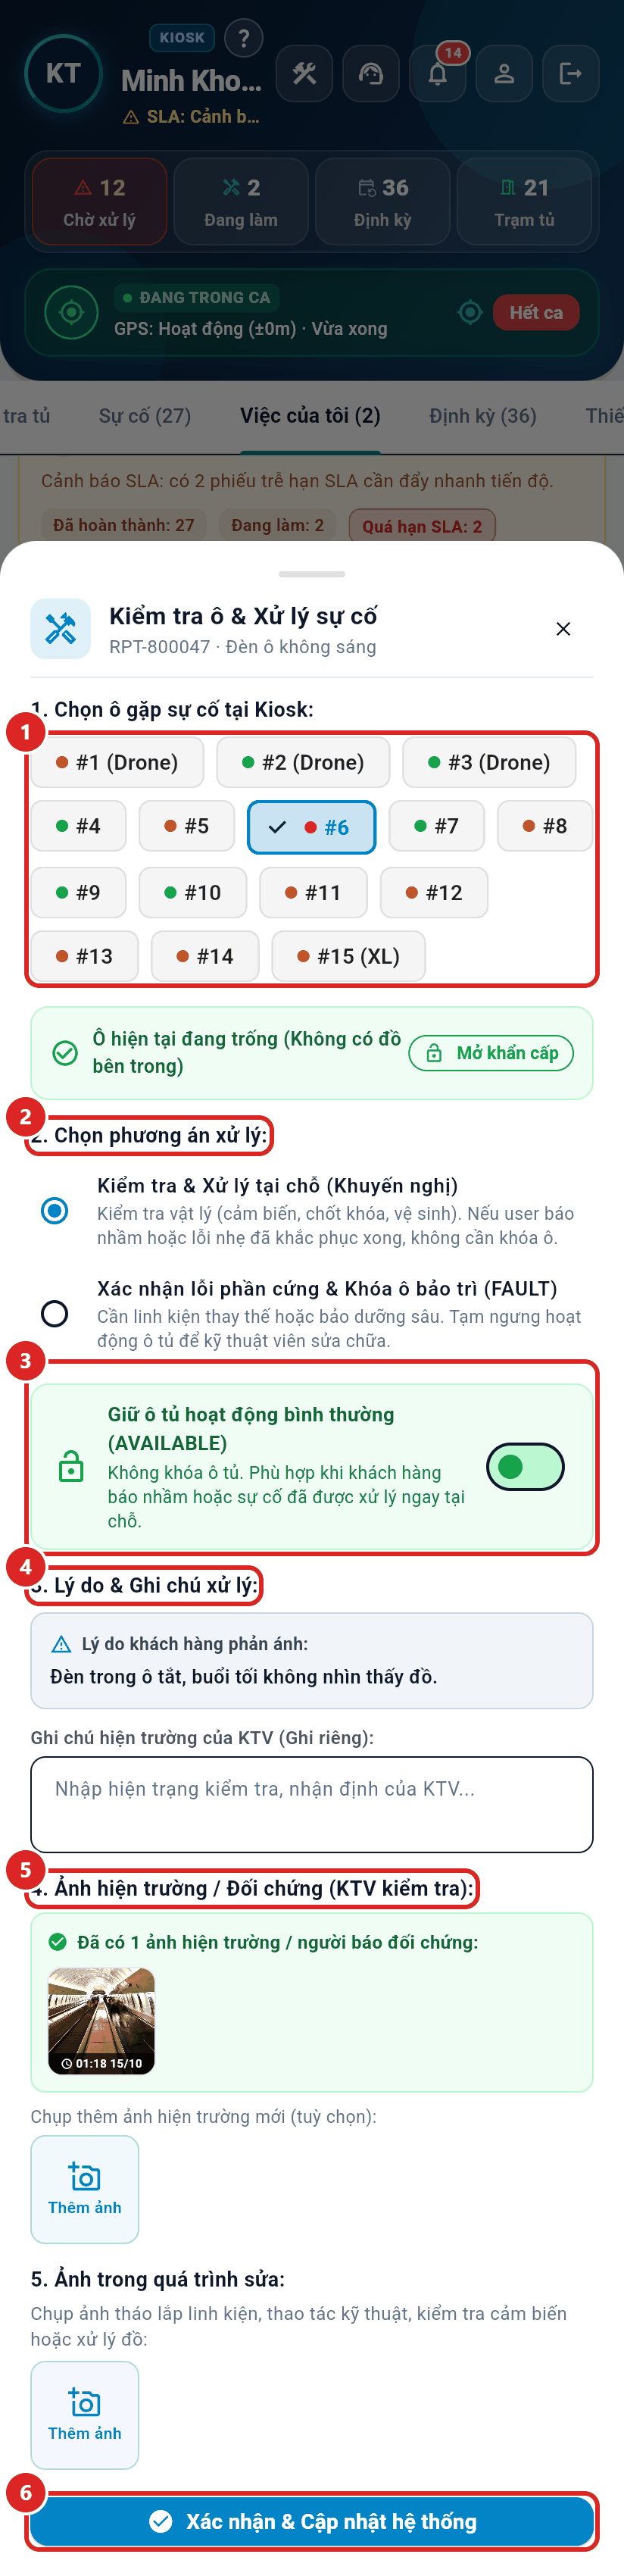 KIOSK
?
KT
Minh Kho...
SLA: Cảnh b...
14
12
Chờ xử lý
2
Đang làm
36
Định kỳ
21
Trạm tủ
ĐANG TRONG CA
GPS: Hoạt động (±0m) · Vừa xong
Hết ca
tra tủ
Sự cố (27)
Việc của tôi (2)
Định kỳ (36)
Thiế
Cảnh báo SLA: có 2 phiếu trễ hạn SLA cần đẩy nhanh tiến độ.
Đã hoàn thành: 27
Đang làm: 2
Quá hạn SLA: 2
Kiểm tra ô & Xử lý sự cố
RPT-800047 · Đèn ô không sáng
1. Chọn ô gặp sự cố tại Kiosk:
1
#1 (Drone)
#2 (Drone)
#3 (Drone)
#4
#5
#6
#7
#8
#9
#10
#11
#12
#13
#14
#15 (XL)
Ô hiện tại đang trống (Không có đồ
bên trong)
Mở khẩn cấp
2
2. Chọn phương án xử lý:
Kiểm tra & Xử lý tại chỗ (Khuyến nghị)
Kiểm tra vật lý (cảm biến, chốt khóa, vệ sinh). Nếu user báo
nhầm hoặc lỗi nhẹ đã khắc phục xong, không cần khóa ô.
Xác nhận lỗi phần cứng & Khóa ô bảo trì (FAULT)
Cần linh kiện thay thế hoặc bảo dưỡng sâu. Tạm ngưng hoạt
động ô tủ để kỹ thuật viên sửa chữa.
3
Giữ ô tủ hoạt động bình thường
(AVAILABLE)
Không khóa ô tủ. Phù hợp khi khách hàng
báo nhầm hoặc sự cố đã được xử lý ngay tại
chỗ.
4
3. Lý do & Ghi chú xử lý:
Lý do khách hàng phản ánh:
Đèn trong ô tắt, buổi tối không nhìn thấy đồ.
Ghi chú hiện trường của KTV (Ghi riêng):
Nhập hiện trạng kiểm tra, nhận định của KTV...
5
4. Ảnh hiện trường / Đối chứng (KTV kiểm tra):
Đã có 1 ảnh hiện trường / người báo đối chứng:
01:18 15/10
Chụp thêm ảnh hiện trường mới (tuỳ chọn):
Thêm ảnh
5. Ảnh trong quá trình sửa:
Chụp ảnh tháo lắp linh kiện, thao tác kỹ thuật, kiểm tra cảm biến
hoặc xử lý đồ:
Thêm ảnh
6
Xác nhận & Cập nhật hệ thống